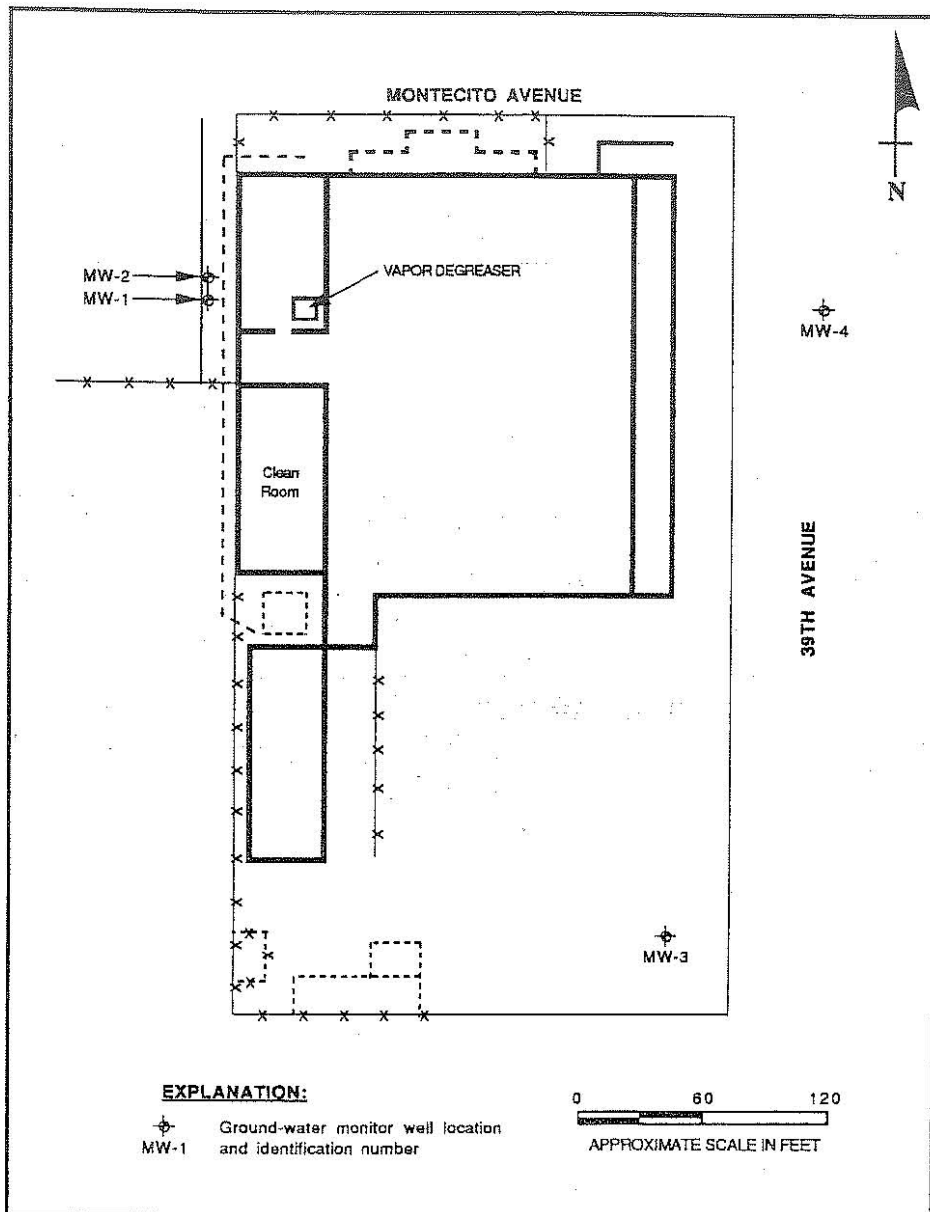 MONTECITO AVENUE
N
MW-2
MW-1
VAPOR DEGREASER
MW-4
Clean
Room
39TH AVENUE
MW-3
EXPLANATION:
MW-1
Ground-water monitor well location
and identification number
0 60 120
APPROXIMATE SCALE IN FEET